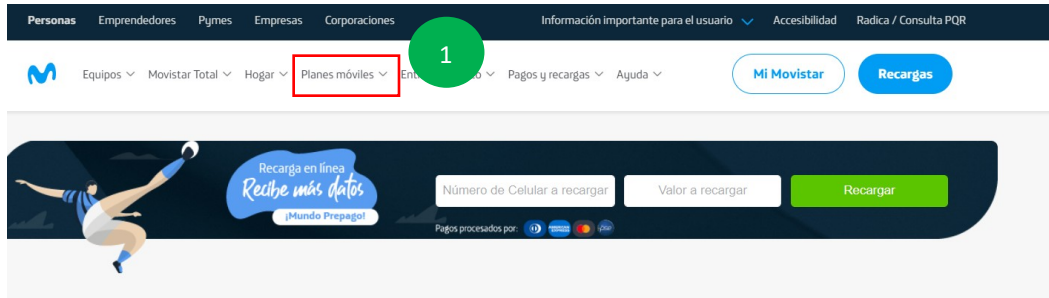 Personas Emprendedores Pymes Empresas Corporaciones Información importante para el usuario Accesibilidad Radica / Consulta PQR
Equipos Movistar Total Hogar Planes móviles 1 Pagos y recargas Ayuda Mi Movistar Recargas
Recarga en línea
Recibe más datos
¡Mundo Prepago!
Número de Celular a recargar Valor a recargar Recargar
Pagos procesados por: